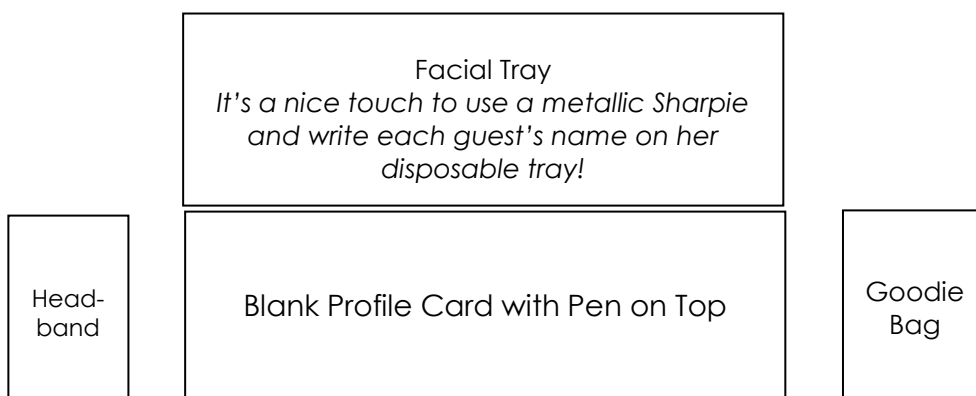 Facial Tray
It’s a nice touch to use a metallic Sharpie
and write each guest’s name on her
disposable tray!
Head-
band
Blank Profile Card with Pen on Top
Goodie
Bag